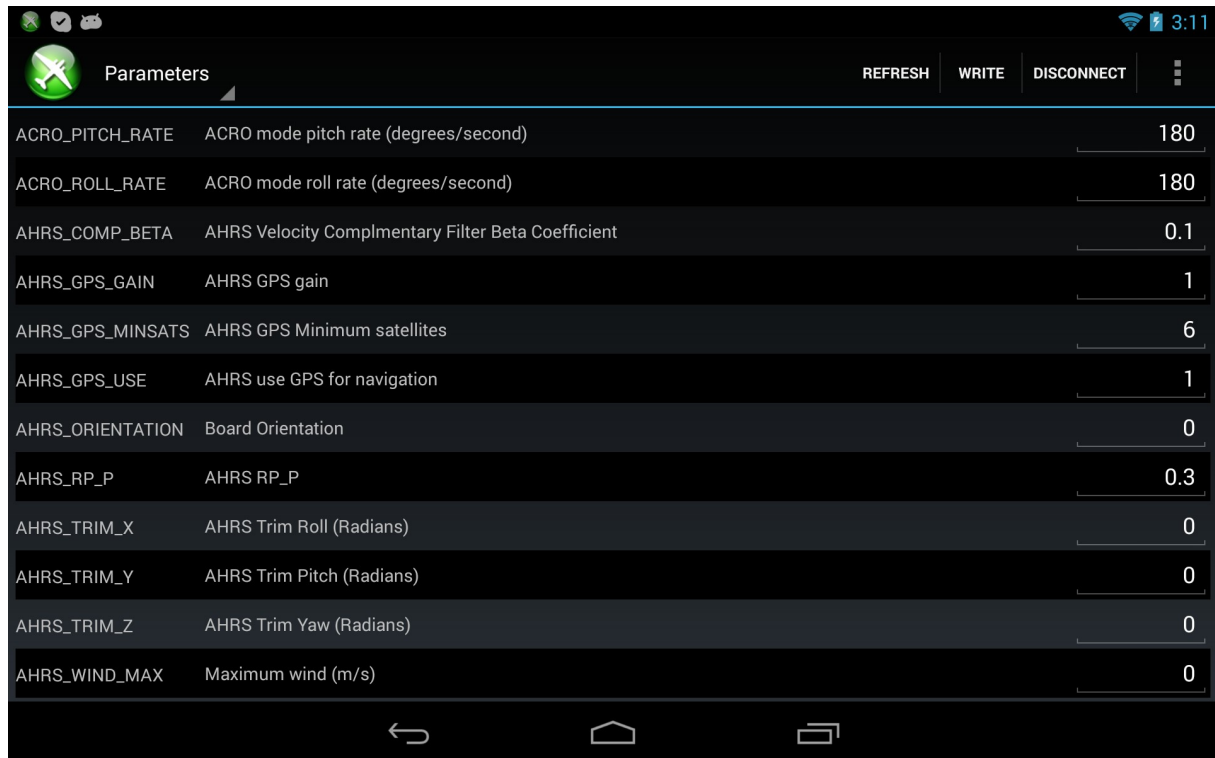 3:11
Parameters REFRESH WRITE DISCONNECT
ACRO_PITCH_RATE ACRO mode pitch rate (degrees/second) 180
ACRO_ROLL_RATE ACRO mode roll rate (degrees/second) 180
AHRS_COMP_BETA AHRS Velocity Complmentary Filter Beta Coefficient 0.1
AHRS_GPS_GAIN AHRS GPS gain 1
AHRS_GPS_MINSATS AHRS GPS Minimum satellites 6
AHRS_GPS_USE AHRS use GPS for navigation 1
AHRS_ORIENTATION Board Orientation 0
AHRS_RP_P AHRS RP_P 0.3
AHRS_TRIM_X AHRS Trim Roll (Radians) 0
AHRS_TRIM_Y AHRS Trim Pitch (Radians) 0
AHRS_TRIM_Z AHRS Trim Yaw (Radians) 0
AHRS_WIND_MAX Maximum wind (m/s) 0